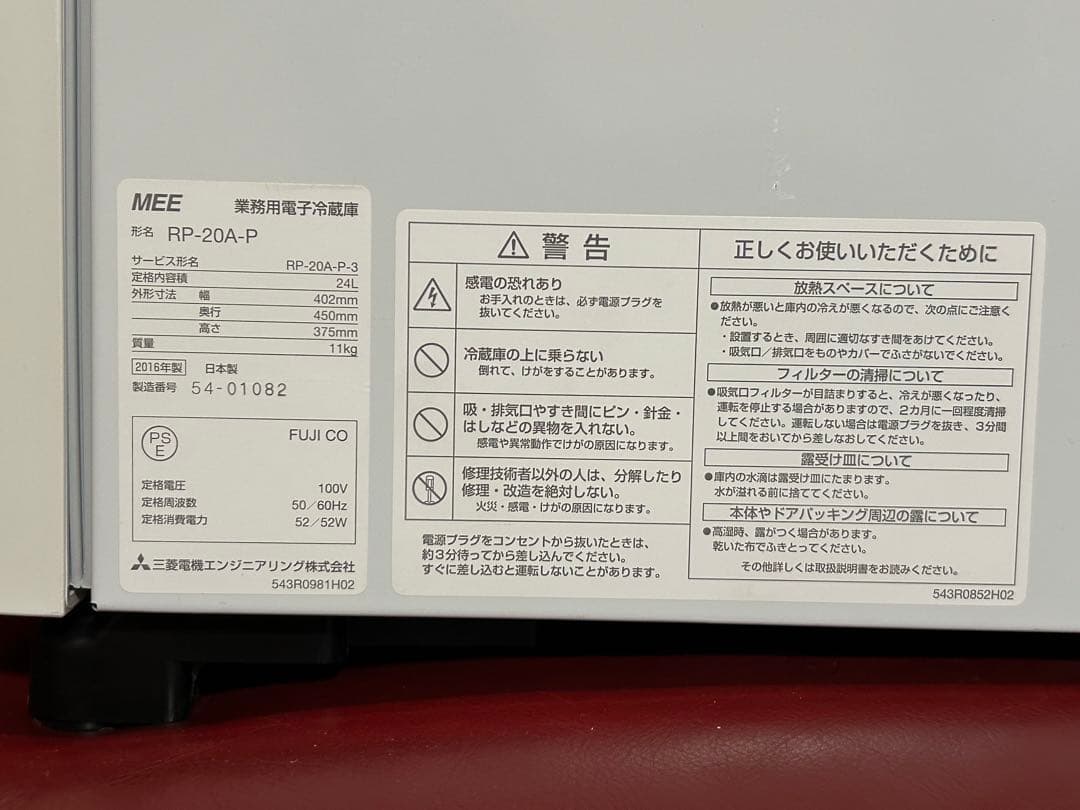 MEE 業務用電子冷蔵庫
形名 RP-20A-P
サービス形名 RP-20A-P-3
定格内容積 24L
外形寸法 幅 402mm
奥行 450mm
高さ 375mm
質量 11kg
2016年製 日本製
製造番号 54-01082
PS
E
FUJI CO
定格電圧 100V
定格周波数 50/60Hz
定格消費電力 52/52W
三菱電機エンジニアリング株式会社
543R0981H02
警告
感電の恐れあり
お手入れのときは、必ず電源プラグを
抜いてください。
冷蔵庫の上に乗らない
倒れて、けがをすることがあります。
吸・排気口やすき間にピン・針金・
はしなどの異物を入れない。
感電や異常動作でけがの原因になります。
修理技術者以外の人は、分解したり
修理・改造を絶対しない。
火災・感電・けがの原因になります。
電源プラグをコンセントから抜いたときは、
約3分待ってから差し込んでください。
すぐに差し込むと運転しないことがあります。
正しくお使いいただくために
放熱スペースについて
●放熱が悪いと庫内の冷えが悪くなるので、次の点にご注意く
ださい。
・設置するとき、周囲に適切なすき間をあけてください。
・吸気口/排気口をものやカバーでふさがないでください。
フィルターの清掃について
●吸気口フィルターが目詰まりすると、冷えが悪くなったり、
運転を停止する場合がありますので、2カ月に一回程度清掃
してください。運転しない場合は電源プラグを抜き、3分間
以上間をおいてから差しなおしてください。
露受け皿について
●庫内の水滴は露受け皿にたまります。
水が溢れる前に捨ててください。
本体やドアパッキング周辺の露について
●高湿時、露がつく場合があります。
乾いた布でふきとってください。
その他詳しくは取扱説明書をお読みください。
543R0852H02